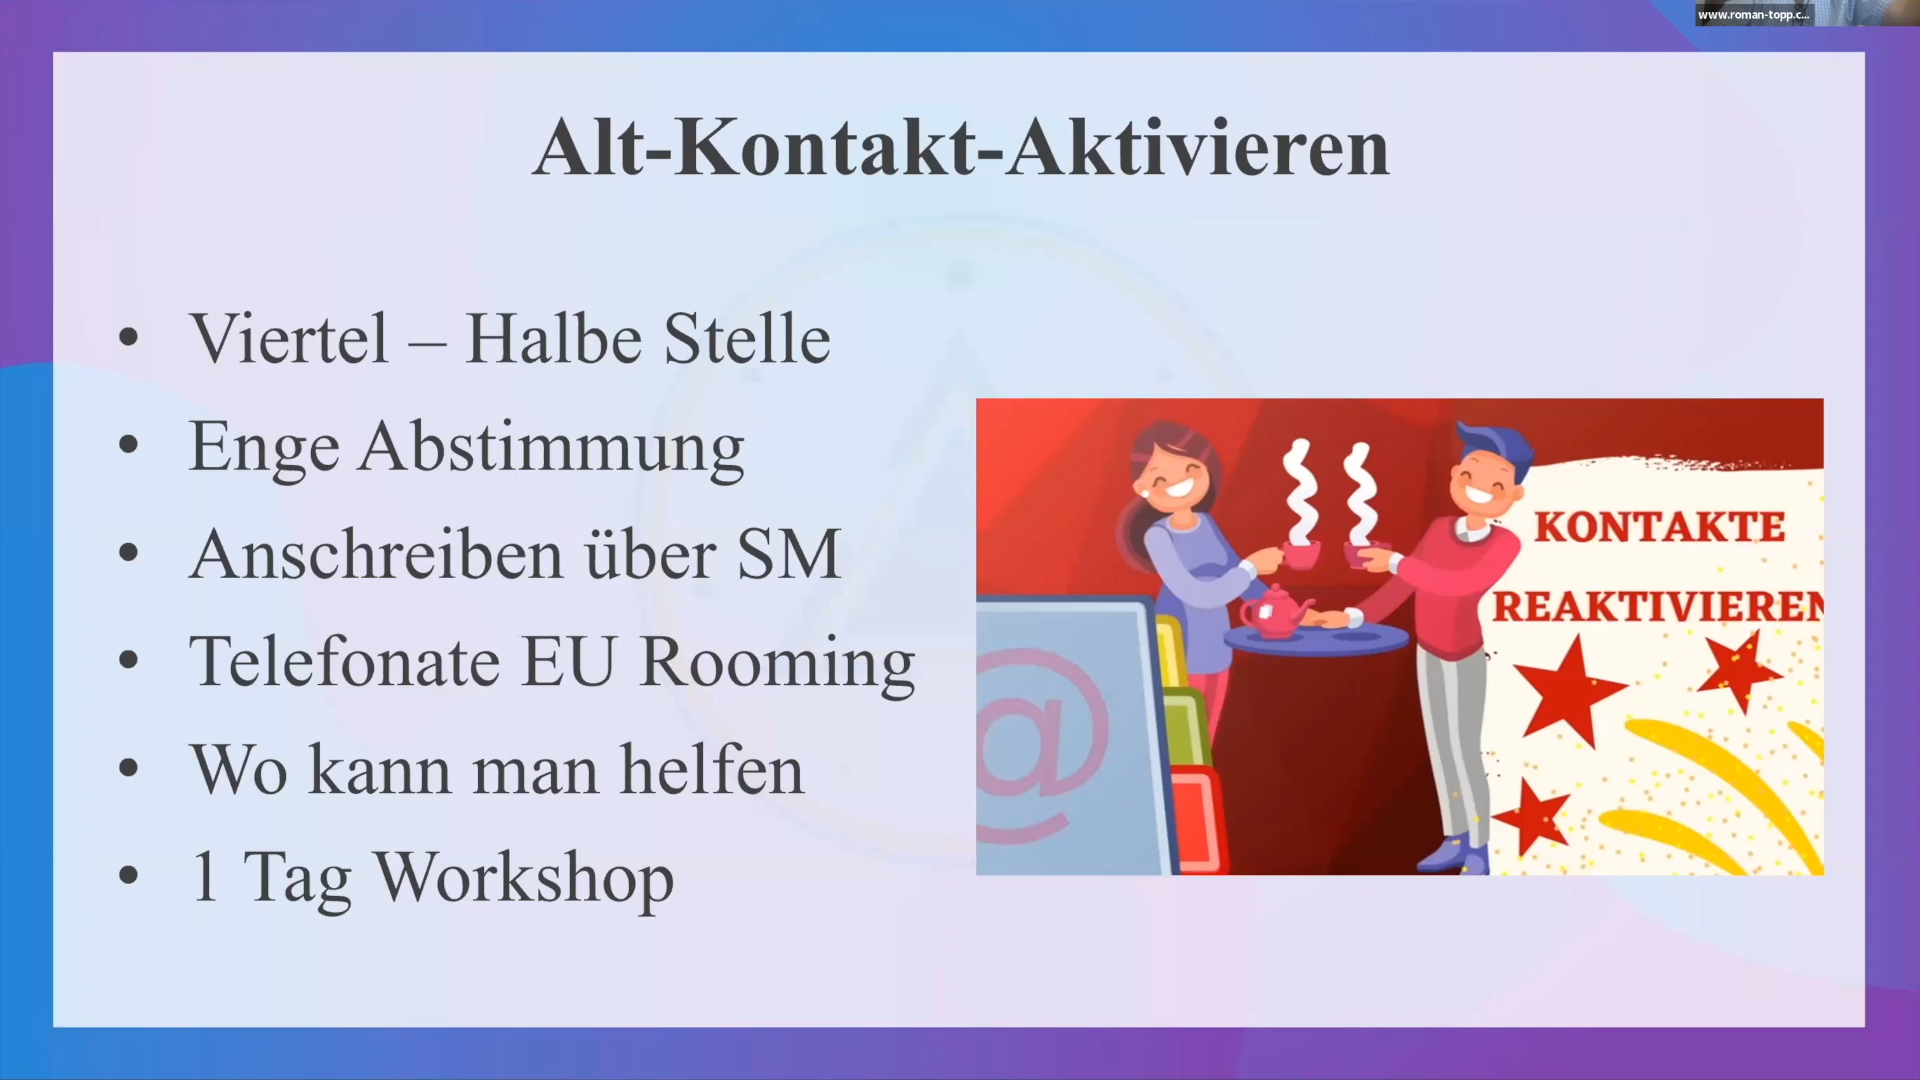 www.roman-topp.c...
Alt-Kontakt-Aktivieren
• Viertel – Halbe Stelle
• Enge Abstimmung
• Anschreiben über SM
• Telefonate EU Rooming
• Wo kann man helfen
• 1 Tag Workshop
KONTAKTE
REAKTIVIEREN
@